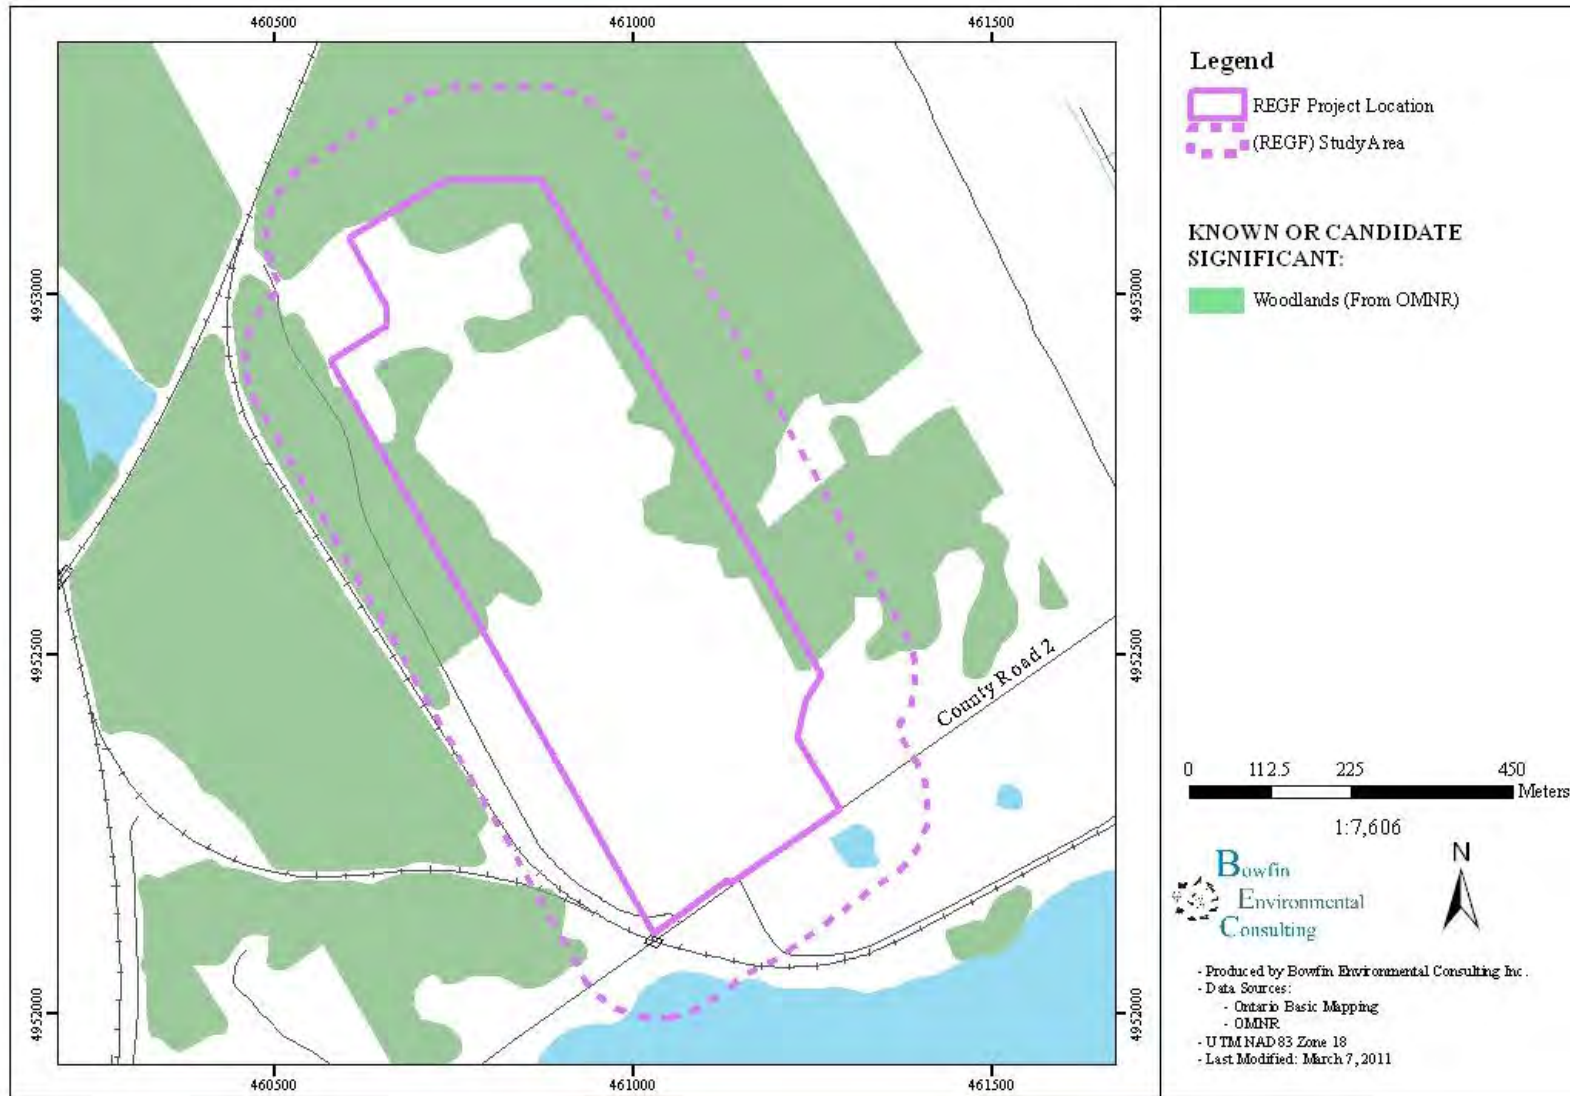 460500
461000
461500
4953000
4952500
4952000
4953000
4952500
4952000
460500
461000
461500
County Road 2
Legend
REGF Project Location
(REGF) Study Area
KNOWN OR CANDIDATE
SIGNIFICANT:
Woodlands (From OMNR)
0 112.5 225 450
Meters
1:7,606
N
Bowfin
Environmental
Consulting
- Produced by Bowfin Environmental Consulting Inc.
- Data Sources:
- Ontario Basic Mapping
- OMNR
- UTM NAD83 Zone 18
- Last Modified: March 7, 2011